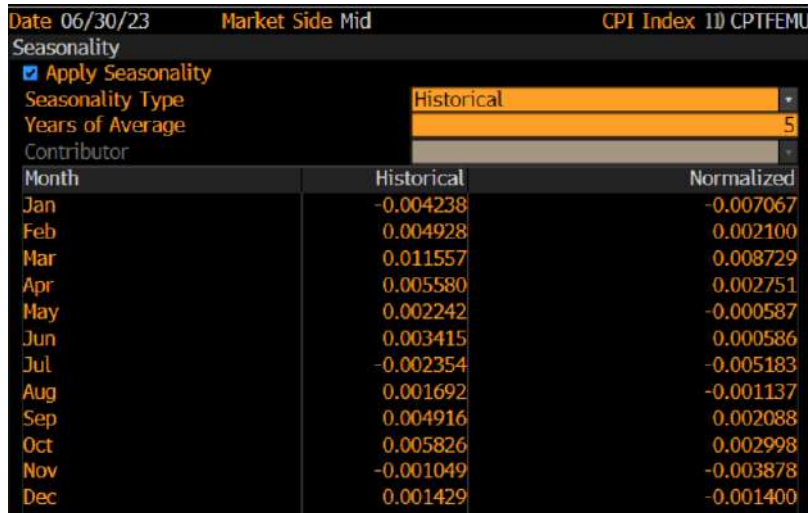 Date 06/30/23 Market Side Mid CPI Index 11) CPTFEMU
Seasonality
Apply Seasonality
Seasonality Type Historical
Years of Average 5
Contributor
Month Historical Normalized
Jan -0.004238 -0.007067
Feb 0.004928 0.002100
Mar 0.011557 0.008729
Apr 0.005580 0.002751
May 0.002242 -0.000587
Jun 0.003415 0.000586
Jul -0.002354 -0.005183
Aug 0.001692 -0.001137
Sep 0.004916 0.002088
Oct 0.005826 0.002998
Nov -0.001049 -0.003878
Dec 0.001429 -0.001400